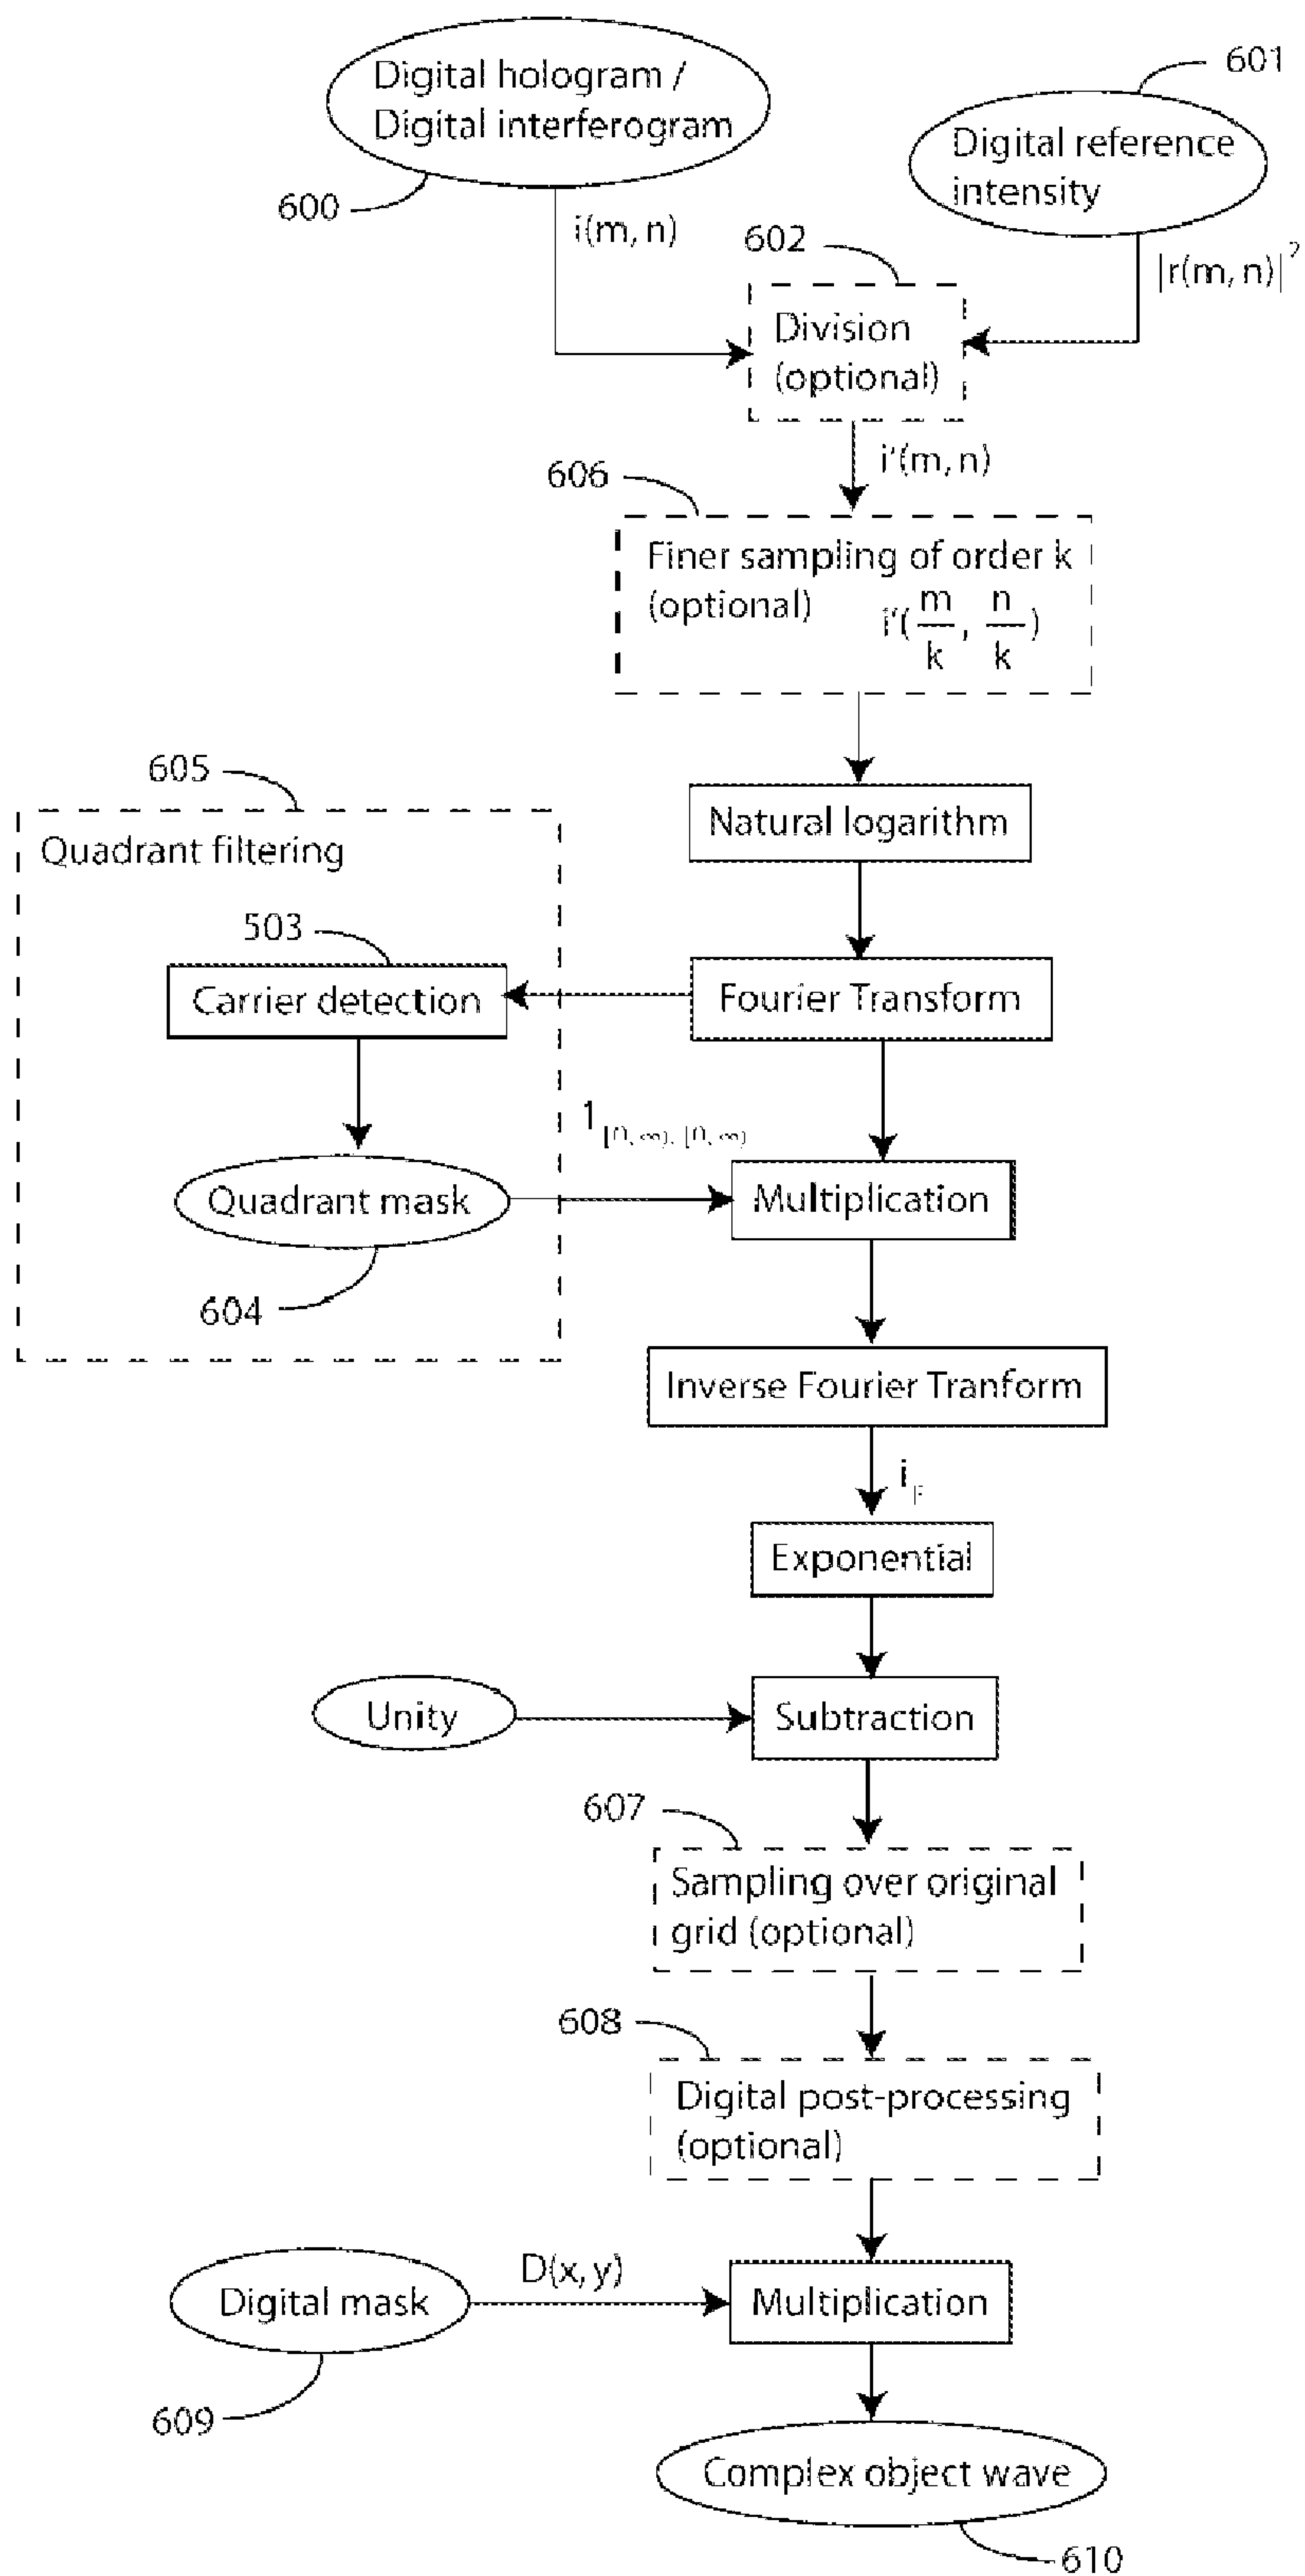 Digital hologram /
Digital interferogram
600
601
Digital reference
intensity
i(m, n)
|r(m, n)|²
602
Division
(optional)
i'(m, n)
606
Finer sampling of order k
(optional) i'(m/k, n/k)
Natural logarithm
605
Quadrant filtering
503
Carrier detection
Fourier Transform
1[0, ∞), [0, ∞)
Quadrant mask
604
Multiplication
Inverse Fourier Tranform
i_F
Exponential
Unity
Subtraction
607
Sampling over original
grid (optional)
608
Digital post-processing
(optional)
Digital mask
609
D(x, y)
Multiplication
Complex object wave
610